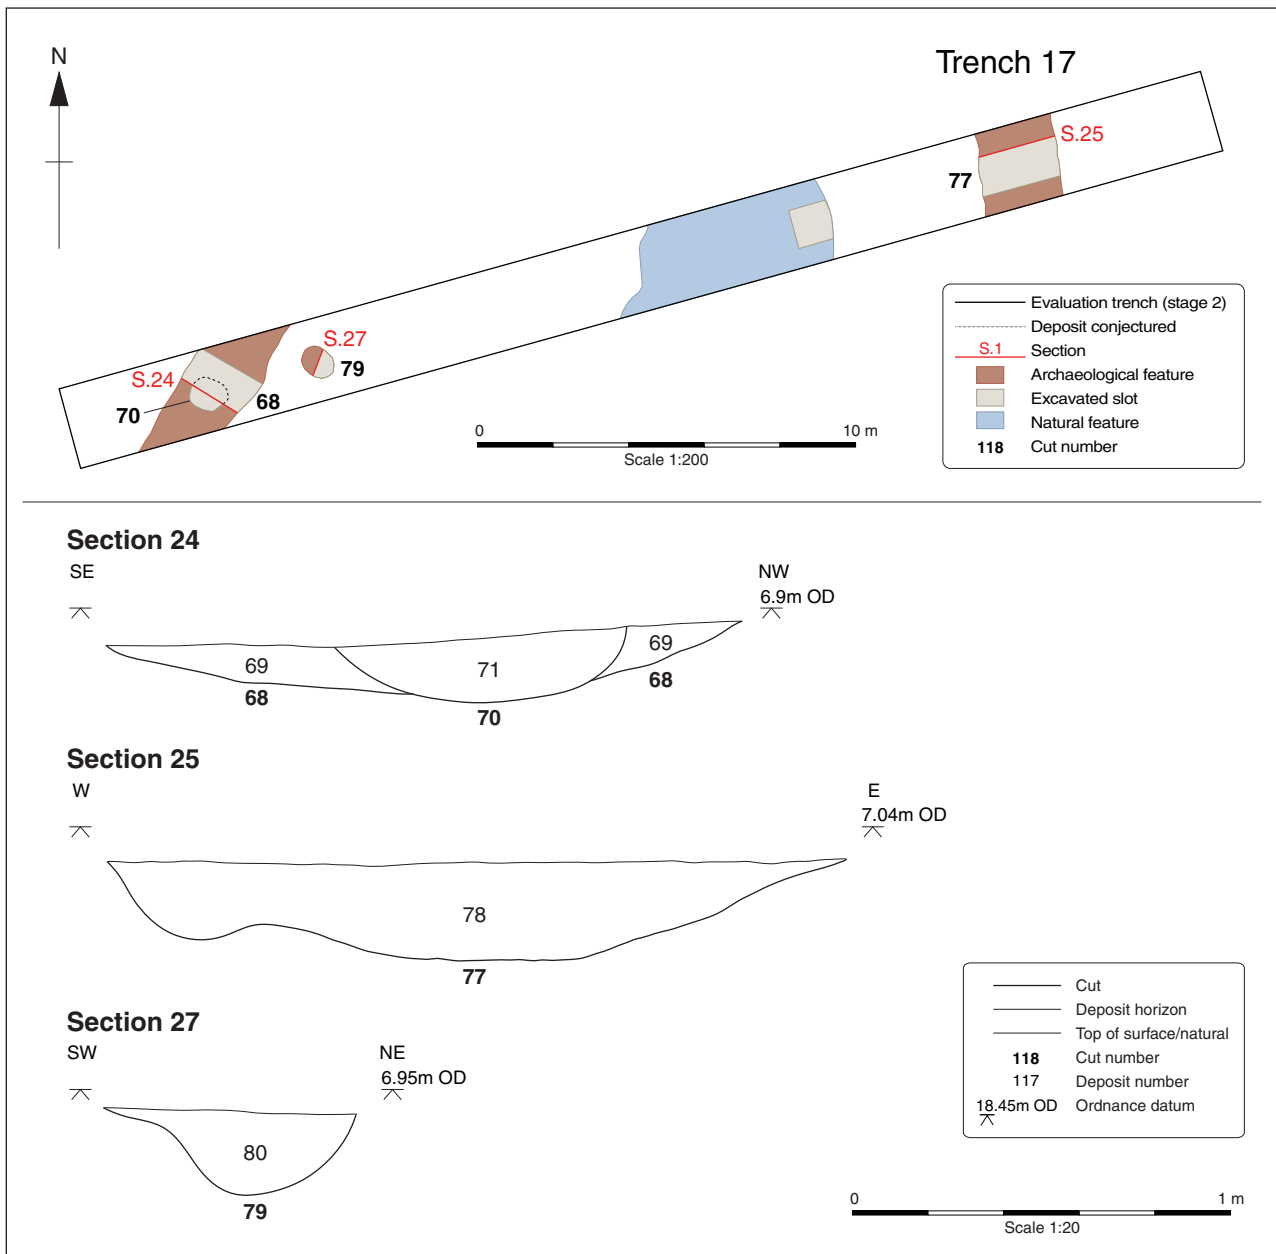 Trench 17
N
S.25
77
S.27
79
S.24
70
68
0 10 m
Scale 1:200
Evaluation trench (stage 2)
Deposit conjectured
S.1 Section
Archaeological feature
Excavated slot
Natural feature
118 Cut number
Section 24
SE NW
6.9m OD
69 71 69
68 70 68
Section 25
W E
7.04m OD
78
77
Section 27
SW NE
6.95m OD
80
79
Cut
Deposit horizon
Top of surface/natural
118 Cut number
117 Deposit number
18.45m OD Ordnance datum
0 1 m
Scale 1:20